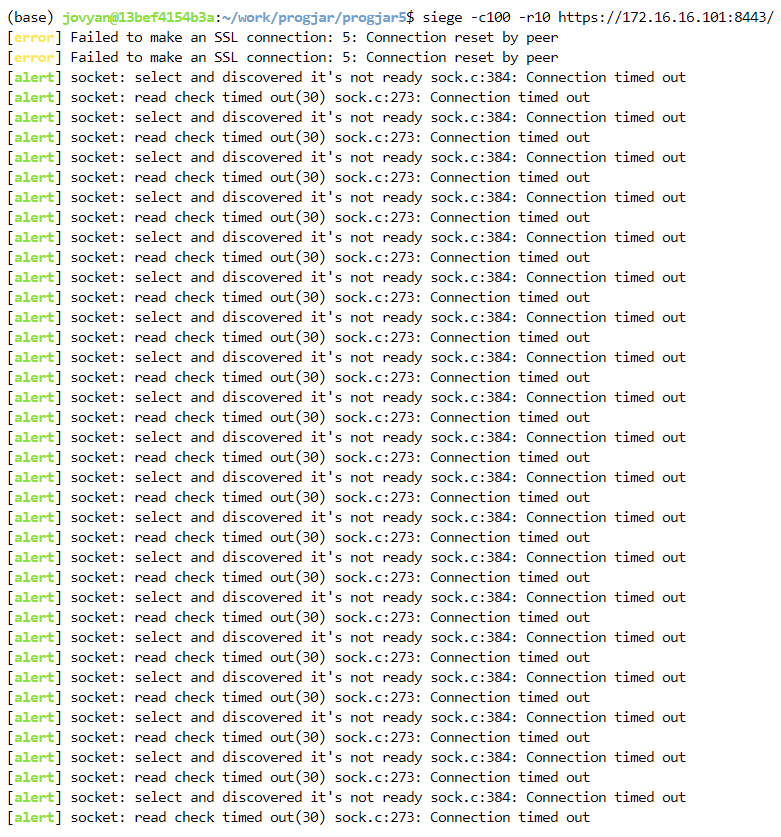 (base) jovyan@13bef4154b3a:~/work/progjar/progjar5$ siege -c100 -r10 https://172.16.16.101:8443/
[error] Failed to make an SSL connection: 5: Connection reset by peer
[error] Failed to make an SSL connection: 5: Connection reset by peer
[alert] socket: select and discovered it's not ready sock.c:384: Connection timed out
[alert] socket: read check timed out(30) sock.c:273: Connection timed out
[alert] socket: select and discovered it's not ready sock.c:384: Connection timed out
[alert] socket: read check timed out(30) sock.c:273: Connection timed out
[alert] socket: select and discovered it's not ready sock.c:384: Connection timed out
[alert] socket: read check timed out(30) sock.c:273: Connection timed out
[alert] socket: select and discovered it's not ready sock.c:384: Connection timed out
[alert] socket: read check timed out(30) sock.c:273: Connection timed out
[alert] socket: select and discovered it's not ready sock.c:384: Connection timed out
[alert] socket: read check timed out(30) sock.c:273: Connection timed out
[alert] socket: select and discovered it's not ready sock.c:384: Connection timed out
[alert] socket: read check timed out(30) sock.c:273: Connection timed out
[alert] socket: select and discovered it's not ready sock.c:384: Connection timed out
[alert] socket: read check timed out(30) sock.c:273: Connection timed out
[alert] socket: select and discovered it's not ready sock.c:384: Connection timed out
[alert] socket: read check timed out(30) sock.c:273: Connection timed out
[alert] socket: select and discovered it's not ready sock.c:384: Connection timed out
[alert] socket: read check timed out(30) sock.c:273: Connection timed out
[alert] socket: select and discovered it's not ready sock.c:384: Connection timed out
[alert] socket: read check timed out(30) sock.c:273: Connection timed out
[alert] socket: select and discovered it's not ready sock.c:384: Connection timed out
[alert] socket: read check timed out(30) sock.c:273: Connection timed out
[alert] socket: select and discovered it's not ready sock.c:384: Connection timed out
[alert] socket: read check timed out(30) sock.c:273: Connection timed out
[alert] socket: select and discovered it's not ready sock.c:384: Connection timed out
[alert] socket: read check timed out(30) sock.c:273: Connection timed out
[alert] socket: select and discovered it's not ready sock.c:384: Connection timed out
[alert] socket: read check timed out(30) sock.c:273: Connection timed out
[alert] socket: select and discovered it's not ready sock.c:384: Connection timed out
[alert] socket: read check timed out(30) sock.c:273: Connection timed out
[alert] socket: select and discovered it's not ready sock.c:384: Connection timed out
[alert] socket: read check timed out(30) sock.c:273: Connection timed out
[alert] socket: select and discovered it's not ready sock.c:384: Connection timed out
[alert] socket: read check timed out(30) sock.c:273: Connection timed out
[alert] socket: select and discovered it's not ready sock.c:384: Connection timed out
[alert] socket: read check timed out(30) sock.c:273: Connection timed out
[alert] socket: select and discovered it's not ready sock.c:384: Connection timed out
[alert] socket: read check timed out(30) sock.c:273: Connection timed out